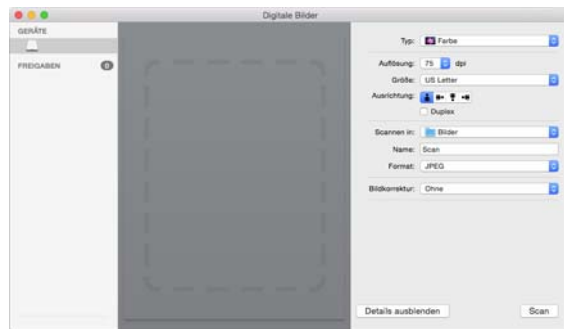 Digitale Bilder
GERÄTE
FREIGABEN 0
Typ: Farbe
Auflösung: 75 dpi
Größe: US Letter
Ausrichtung:
Duplex
Scannen in: Bilder
Name: Scan
Format: JPEG
Bildkorrektur: Ohne
Details ausblenden Scan